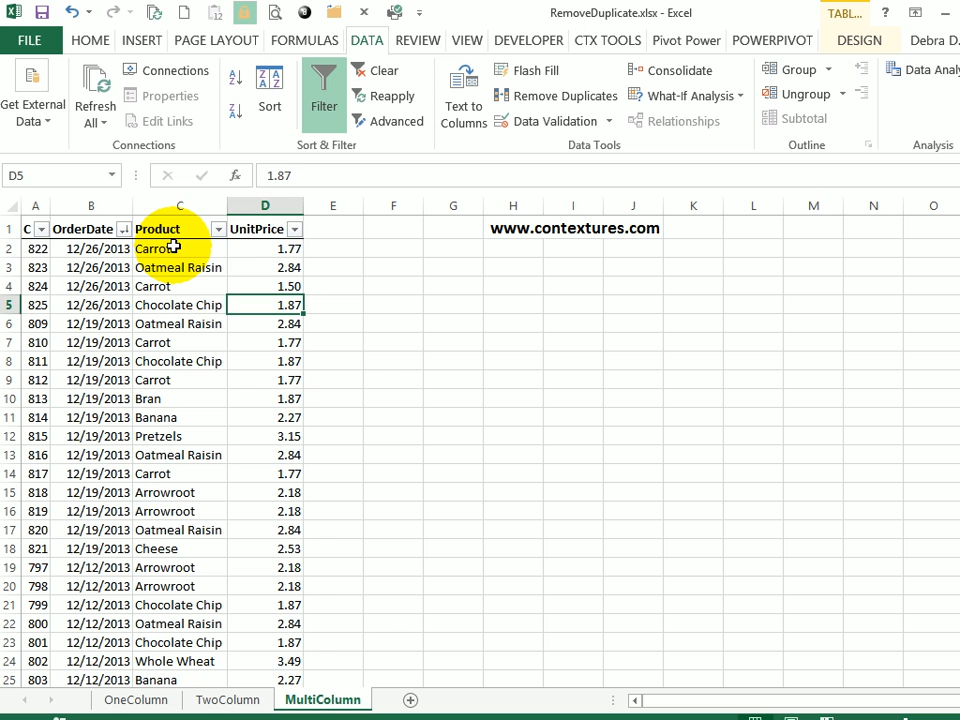 RemoveDuplicate.xlsx - Excel
TABL...
?
FILE HOME INSERT PAGE LAYOUT FORMULAS DATA REVIEW VIEW DEVELOPER CTX TOOLS Pivot Power POWERPIVOT DESIGN Debra D.
Get External Data
Refresh All
Connections
Properties
Edit Links
Connections
Sort
Filter
Clear
Reapply
Advanced
Sort & Filter
Text to Columns
Flash Fill
Remove Duplicates
Data Validation
Consolidate
What-If Analysis
Relationships
Data Tools
Group
Ungroup
Subtotal
Outline
Data Analy
Analysis
D5 fx 1.87
A B C D E F G H I J K L M N O
1 C OrderDate Product UnitPrice www.contextures.com
2 822 12/26/2013 Carrot 1.77
3 823 12/26/2013 Oatmeal Raisin 2.84
4 824 12/26/2013 Carrot 1.50
5 825 12/26/2013 Chocolate Chip 1.87
6 809 12/19/2013 Oatmeal Raisin 2.84
7 810 12/19/2013 Carrot 1.77
8 811 12/19/2013 Chocolate Chip 1.87
9 812 12/19/2013 Carrot 1.77
10 813 12/19/2013 Bran 1.87
11 814 12/19/2013 Banana 2.27
12 815 12/19/2013 Pretzels 3.15
13 816 12/19/2013 Oatmeal Raisin 2.84
14 817 12/19/2013 Carrot 1.77
15 818 12/19/2013 Arrowroot 2.18
16 819 12/19/2013 Arrowroot 2.18
17 820 12/19/2013 Oatmeal Raisin 2.84
18 821 12/19/2013 Cheese 2.53
19 797 12/12/2013 Arrowroot 2.18
20 798 12/12/2013 Arrowroot 2.18
21 799 12/12/2013 Chocolate Chip 1.87
22 800 12/12/2013 Oatmeal Raisin 2.84
23 801 12/12/2013 Chocolate Chip 1.87
24 802 12/12/2013 Whole Wheat 3.49
25 803 12/12/2013 Banana 2.27
OneColumn TwoColumn MultiColumn